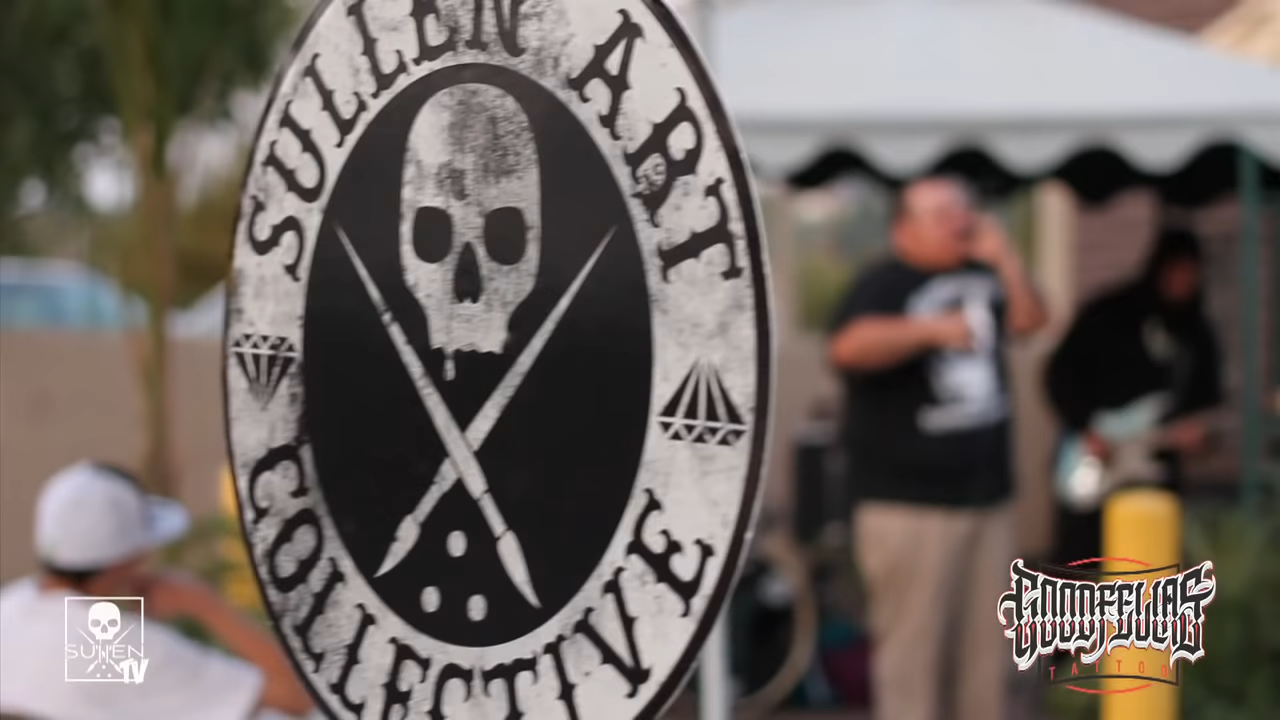 SULLEN ART
COLLECTIVE
SULLEN
TV
GOODFELLAS
TATTOO